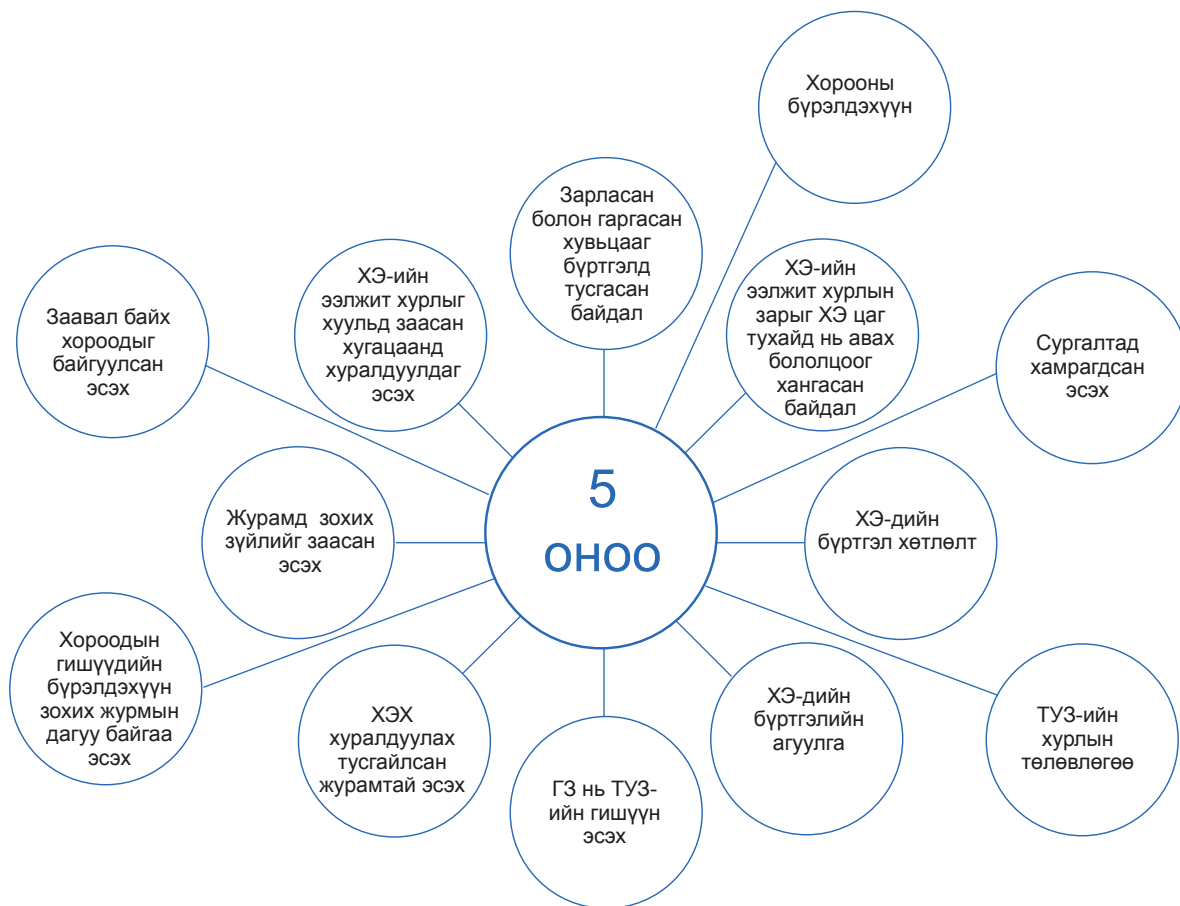 Хорооны
бүрэлдэхүүн
Зарласан
болон гаргасан
хувьцааг
бүртгэлд
тусгасан
байдал
ХЭ-ийн
ээлжит хурлыг
хуульд заасан
хугацаанд
хуралдуулдаг
эсэх
ХЭ-ийн
ээлжит хурлын
зарыг ХЭ цаг
тухайд нь авах
бололцоог
хангасан
байдал
Заавал байх
хороодыг
байгуулсан
эсэх
Сургалтад
хамрагдсан
эсэх
5
оноо
Журамд зохих
зүйлийг заасан
эсэх
ХЭ-дийн
бүртгэл хөтлөлт
Хороодын
гишүүдийн
бүрэлдэхүүн
зохих журмын
дагуу байгаа
эсэх
ХЭХ
хуралдуулах
тусгайлсан
журамтай эсэх
ГЗ нь ТУЗ-
ийн гишүүн
эсэх
ХЭ-дийн
бүртгэлийн
агуулга
ТУЗ-ийн
хурлын
төлөвлөгөө